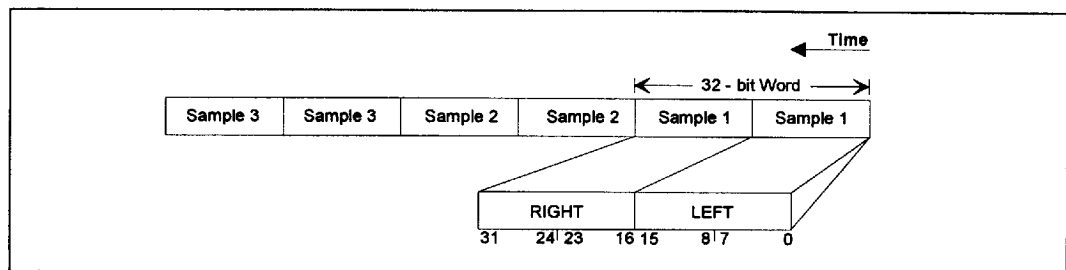 Time
32 - bit Word
Sample 3 Sample 3 Sample 2 Sample 2 Sample 1 Sample 1
RIGHT LEFT
31 24 23 16 15 8 7 0